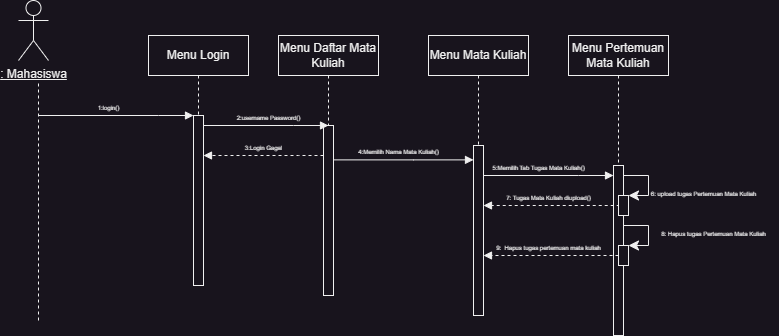 : Mahasiswa
Menu Login
Menu Daftar Mata
Kuliah
Menu Mata Kuliah
Menu Pertemuan
Mata Kuliah
1:login()
2:username Password()
3:Login Gagal
4:Memilih Nama Mata Kuliah()
5:Memilih Tab Tugas Mata Kuliah()
6: upload tugas Pertemuan Mata Kuliah
7: Tugas Mata Kuliah diupload()
8: Hapus tugas Pertemuan Mata Kuliah
9: Hapus tugas pertemuan mata kuliah